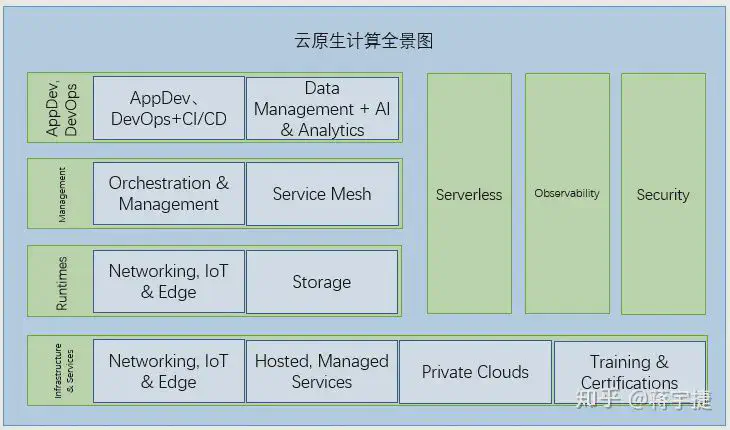 云原生计算全景图
AppDev,
DevOps
AppDev、
DevOps+CI/CD
Data
Management + AI
& Analytics
Serverless
Observability
Security
Management
Orchestration &
Management
Service Mesh
Runtimes
Networking, IoT
& Edge
Storage
Infrastructure
& Services
Networking, IoT
& Edge
Hosted, Managed
Services
Private Clouds
Training &
Certifications
知乎 @蒋宇捷